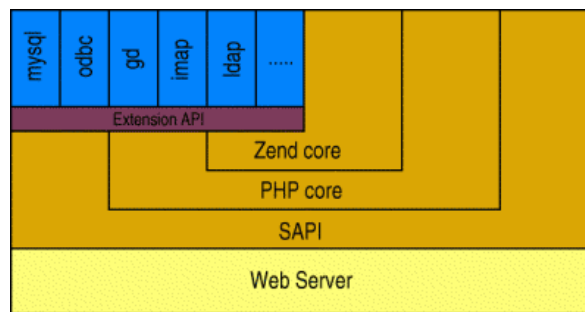 mysql
odbc
gd
imap
ldap
.....
Extension API
Zend core
PHP core
SAPI
Web Server